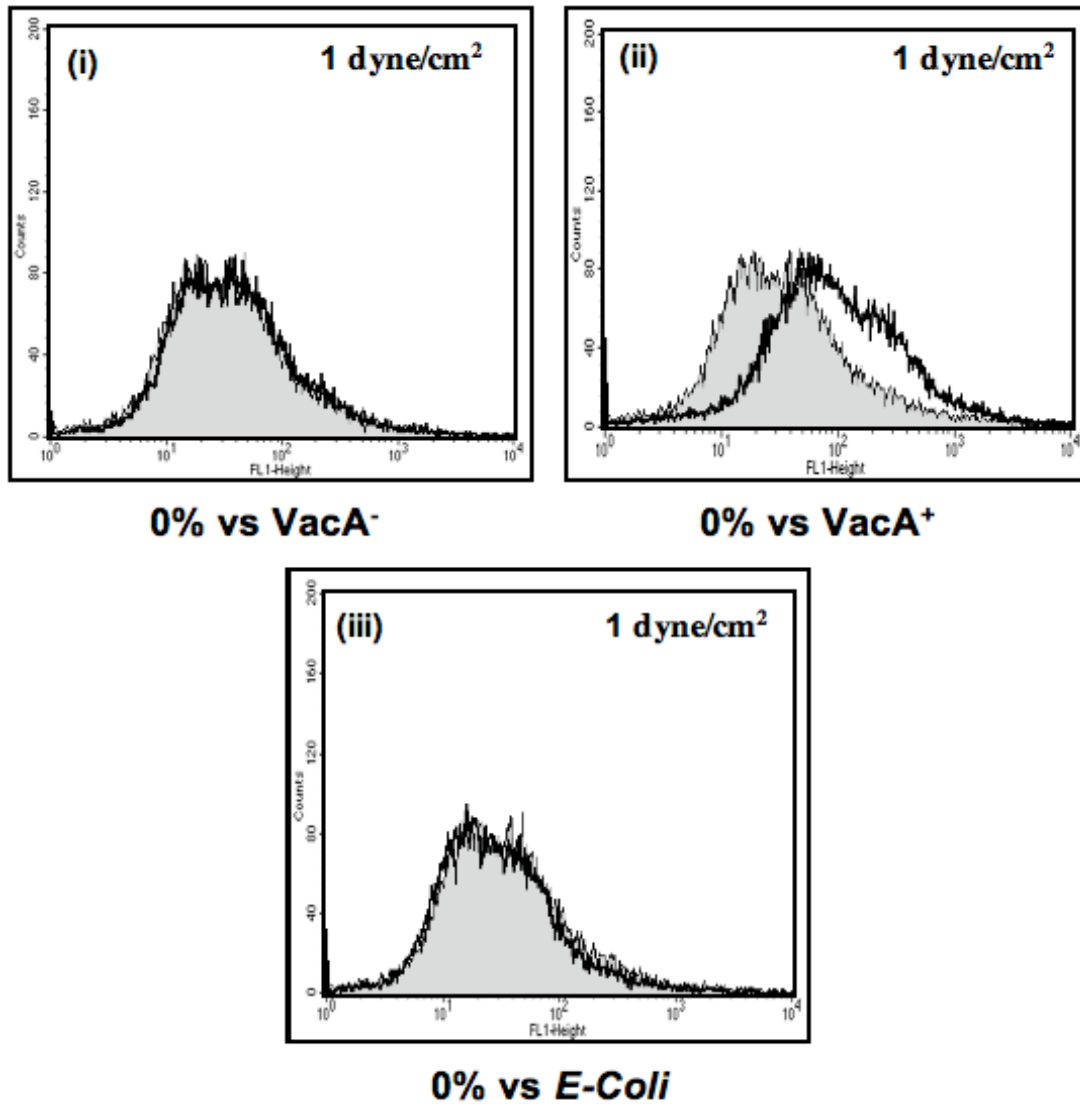 (i) 1 dyne/cm²
200
160
120
80
40
0
Counts
10⁰ 10¹ 10² 10³ 10⁴
FL1-Height
0% vs VacA⁻
(ii) 1 dyne/cm²
200
160
120
80
40
0
Counts
10⁰ 10¹ 10² 10³ 10⁴
FL1-Height
0% vs VacA⁺
(iii) 1 dyne/cm²
200
160
120
80
40
0
Counts
10⁰ 10¹ 10² 10³ 10⁴
FL1-Height
0% vs E-Coli